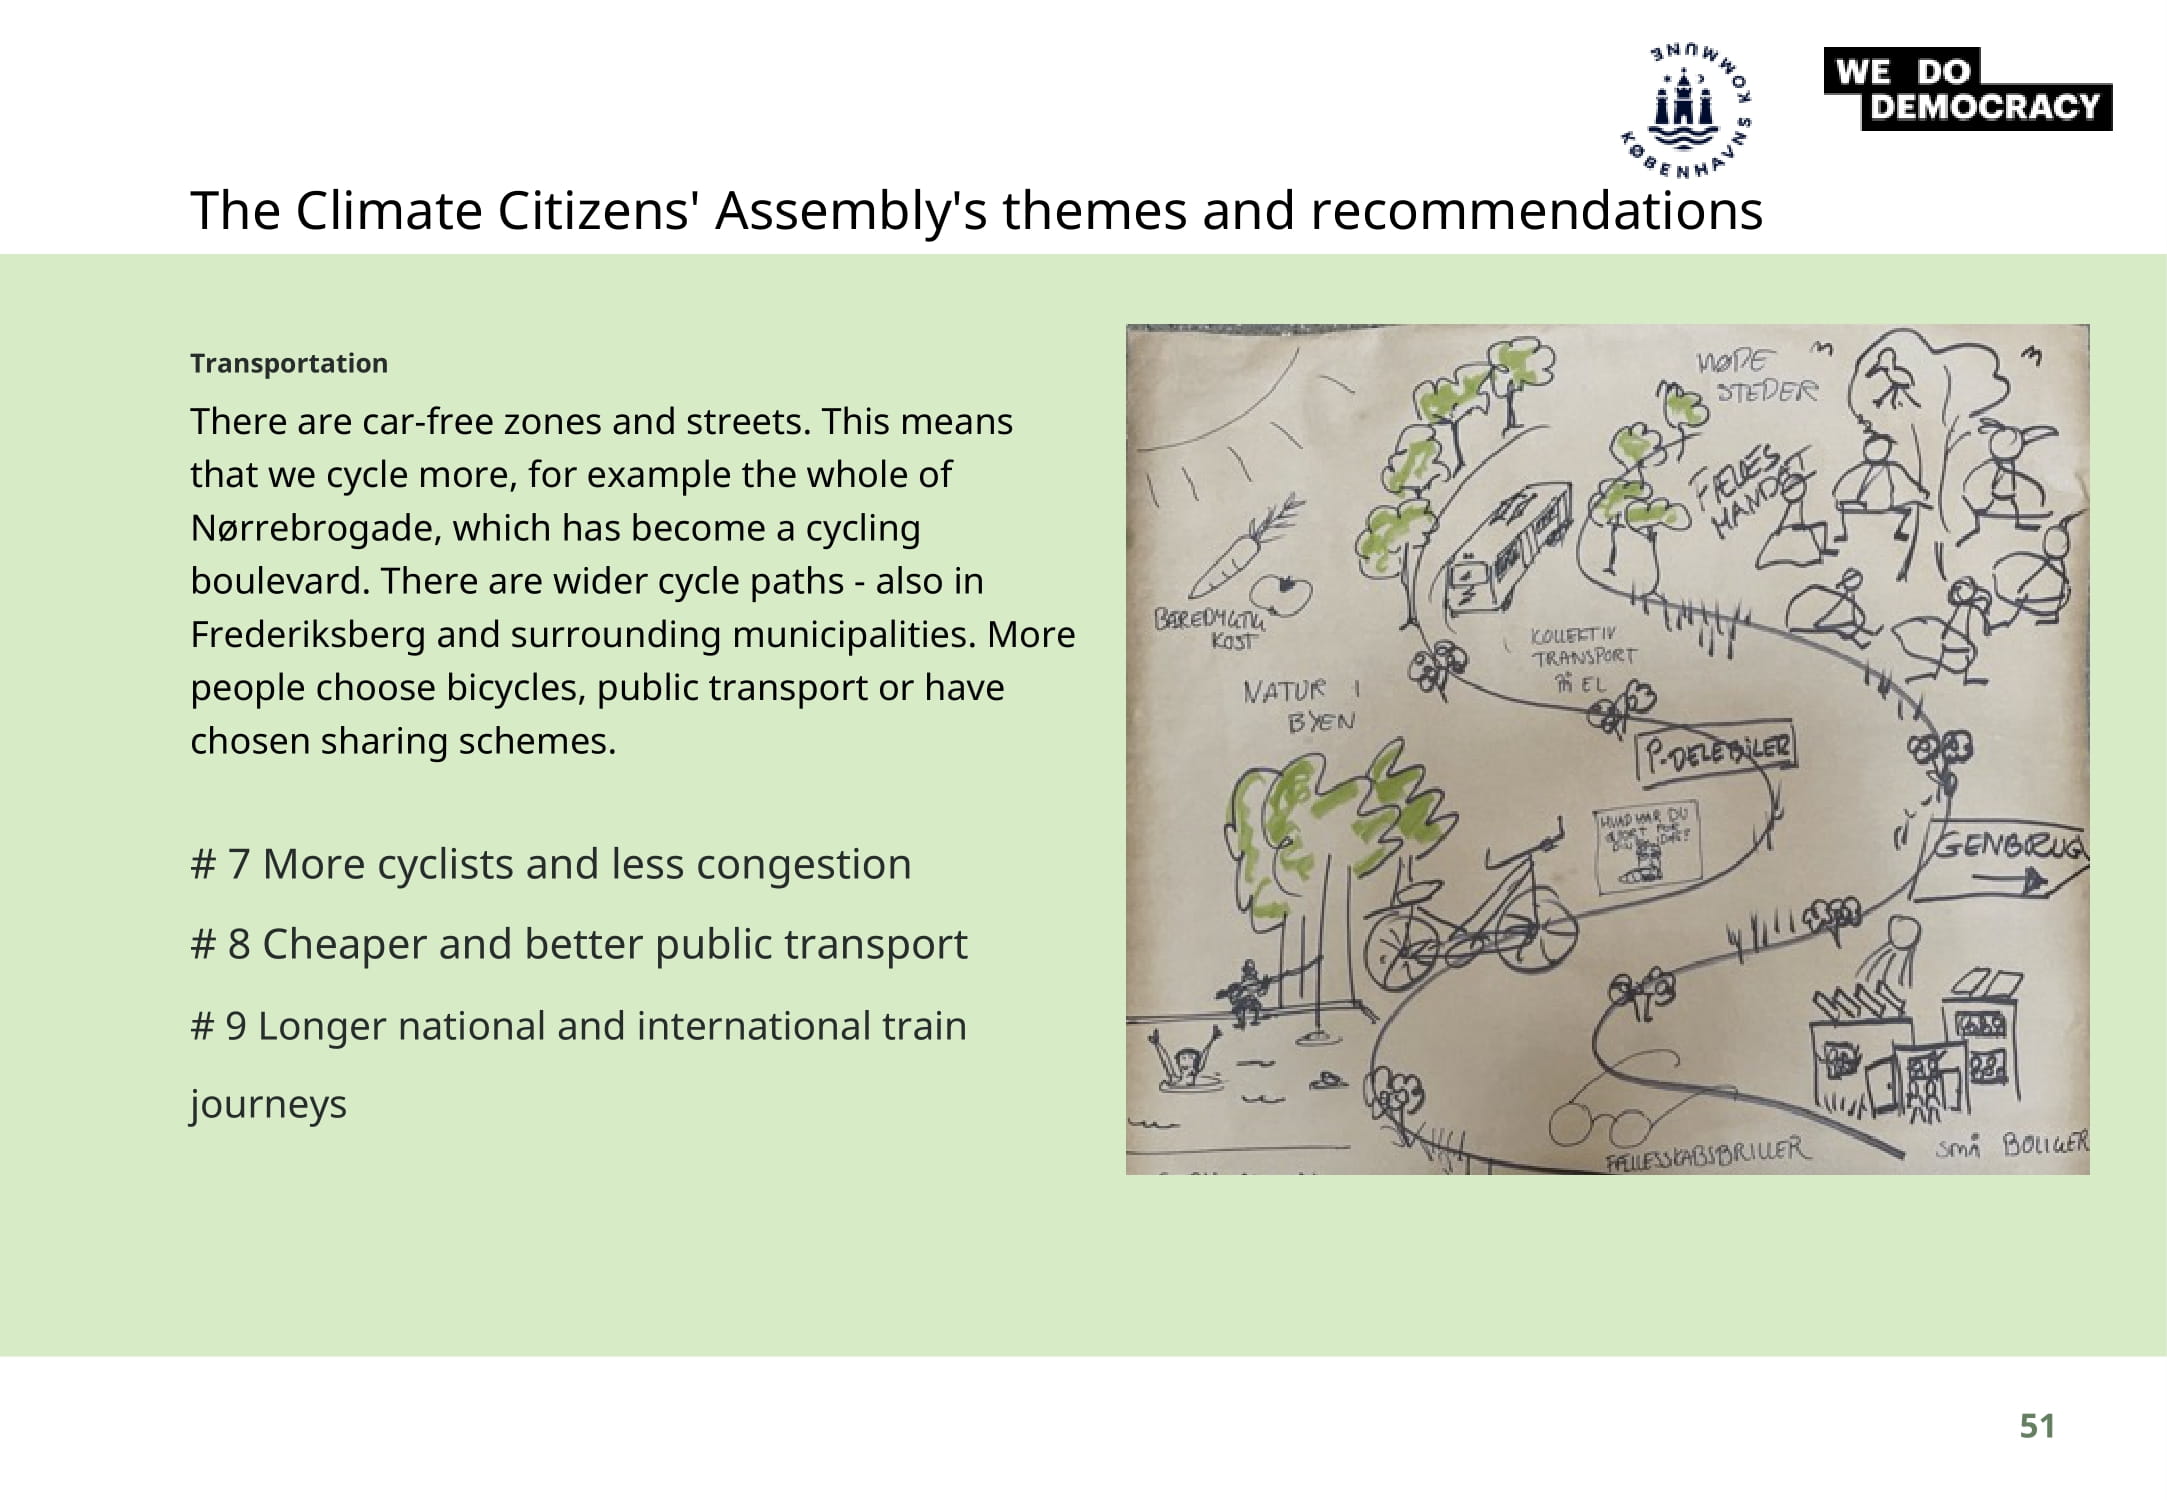 KØBENHAVNS KOMMUNE
WE DO
DEMOCRACY
The Climate Citizens' Assembly's themes and recommendations
Transportation
There are car-free zones and streets. This means
that we cycle more, for example the whole of
Nørrebrogade, which has become a cycling
boulevard. There are wider cycle paths - also in
Frederiksberg and surrounding municipalities. More
people choose bicycles, public transport or have
chosen sharing schemes.
# 7 More cyclists and less congestion
# 8 Cheaper and better public transport
# 9 Longer national and international train
journeys
MØDE
STEDER
FÆLLES
BÆREDYGTIG
KOST
KOLLEKTIV
TRANSPORT
PÅ EL
NATUR I
BYEN
P-DELEBILER
HVAD HAR DU
GJORT FOR
GENBRUG
FÆLLESSKABSBRILLER
SMÅ BOLIGER
51